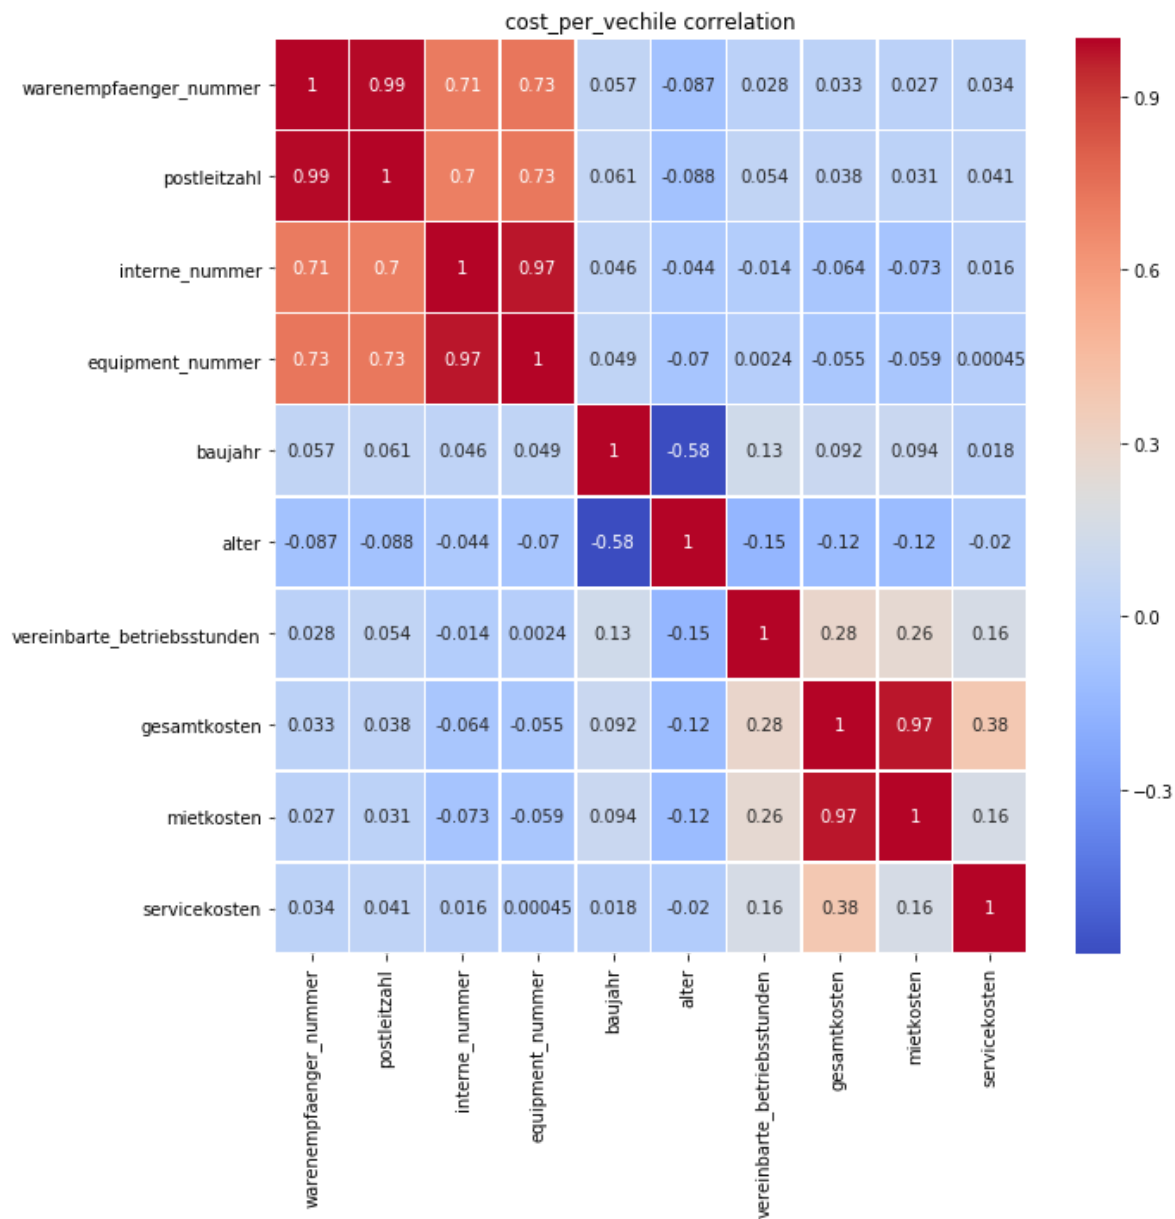 cost_per_vechile correlation
warenempfaenger_nummer 1 0.99 0.71 0.73 0.057 -0.087 0.028 0.033 0.027 0.034
postleitzahl 0.99 1 0.7 0.73 0.061 -0.088 0.054 0.038 0.031 0.041
interne_nummer 0.71 0.7 1 0.97 0.046 -0.044 -0.014 -0.064 -0.073 0.016
equipment_nummer 0.73 0.73 0.97 1 0.049 -0.07 0.0024 -0.055 -0.059 0.00045
baujahr 0.057 0.061 0.046 0.049 1 -0.58 0.13 0.092 0.094 0.018
alter -0.087 -0.088 -0.044 -0.07 -0.58 1 -0.15 -0.12 -0.12 -0.02
vereinbarte_betriebsstunden 0.028 0.054 -0.014 0.0024 0.13 -0.15 1 0.28 0.26 0.16
gesamtkosten 0.033 0.038 -0.064 -0.055 0.092 -0.12 0.28 1 0.97 0.38
mietkosten 0.027 0.031 -0.073 -0.059 0.094 -0.12 0.26 0.97 1 0.16
servicekosten 0.034 0.041 0.016 0.00045 0.018 -0.02 0.16 0.38 0.16 1
warenempfaenger_nummer
postleitzahl
interne_nummer
equipment_nummer
baujahr
alter
vereinbarte_betriebsstunden
gesamtkosten
mietkosten
servicekosten
0.9
0.6
0.3
0.0
−0.3